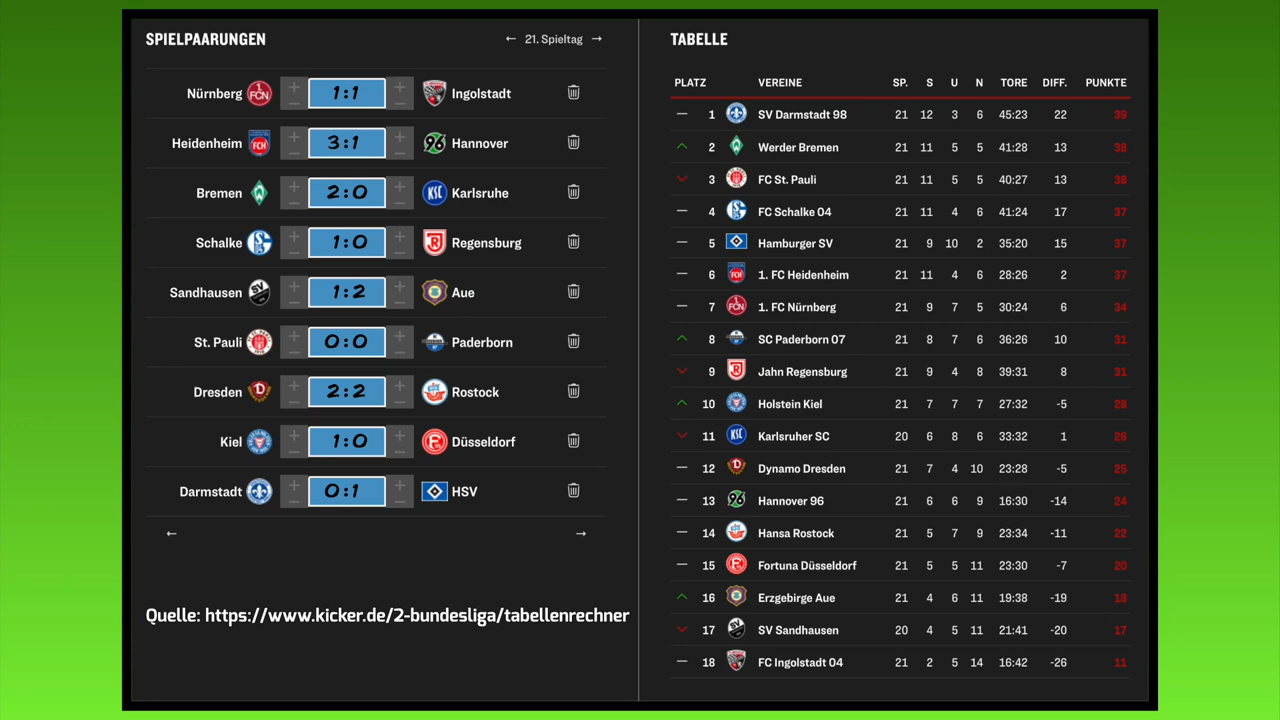 SPIELPAARUNGEN
← 21. Spieltag →
Nürnberg 1:1 Ingolstadt
Heidenheim 3:1 Hannover
Bremen 2:0 Karlsruhe
Schalke 1:0 Regensburg
Sandhausen 1:2 Aue
St. Pauli 0:0 Paderborn
Dresden 2:2 Rostock
Kiel 1:0 Düsseldorf
Darmstadt 0:1 HSV
← →
Quelle: https://www.kicker.de/2-bundesliga/tabellenrechner
TABELLE
PLATZ VEREINE SP. S U N TORE DIFF. PUNKTE
1 SV Darmstadt 98 21 12 3 6 45:23 22 39
2 Werder Bremen 21 11 5 5 41:28 13 38
3 FC St. Pauli 21 11 5 5 40:27 13 38
4 FC Schalke 04 21 11 4 6 41:24 17 37
5 Hamburger SV 21 9 10 2 35:20 15 37
6 1. FC Heidenheim 21 11 4 6 28:26 2 37
7 1. FC Nürnberg 21 9 7 5 30:24 6 34
8 SC Paderborn 07 21 8 7 6 36:26 10 31
9 Jahn Regensburg 21 9 4 8 39:31 8 31
10 Holstein Kiel 21 7 7 7 27:32 -5 28
11 Karlsruher SC 20 6 8 6 33:32 1 26
12 Dynamo Dresden 21 7 4 10 23:28 -5 25
13 Hannover 96 21 6 6 9 16:30 -14 24
14 Hansa Rostock 21 5 7 9 23:34 -11 22
15 Fortuna Düsseldorf 21 5 5 11 23:30 -7 20
16 Erzgebirge Aue 21 4 6 11 19:38 -19 18
17 SV Sandhausen 20 4 5 11 21:41 -20 17
18 FC Ingolstadt 04 21 2 5 14 16:42 -26 11